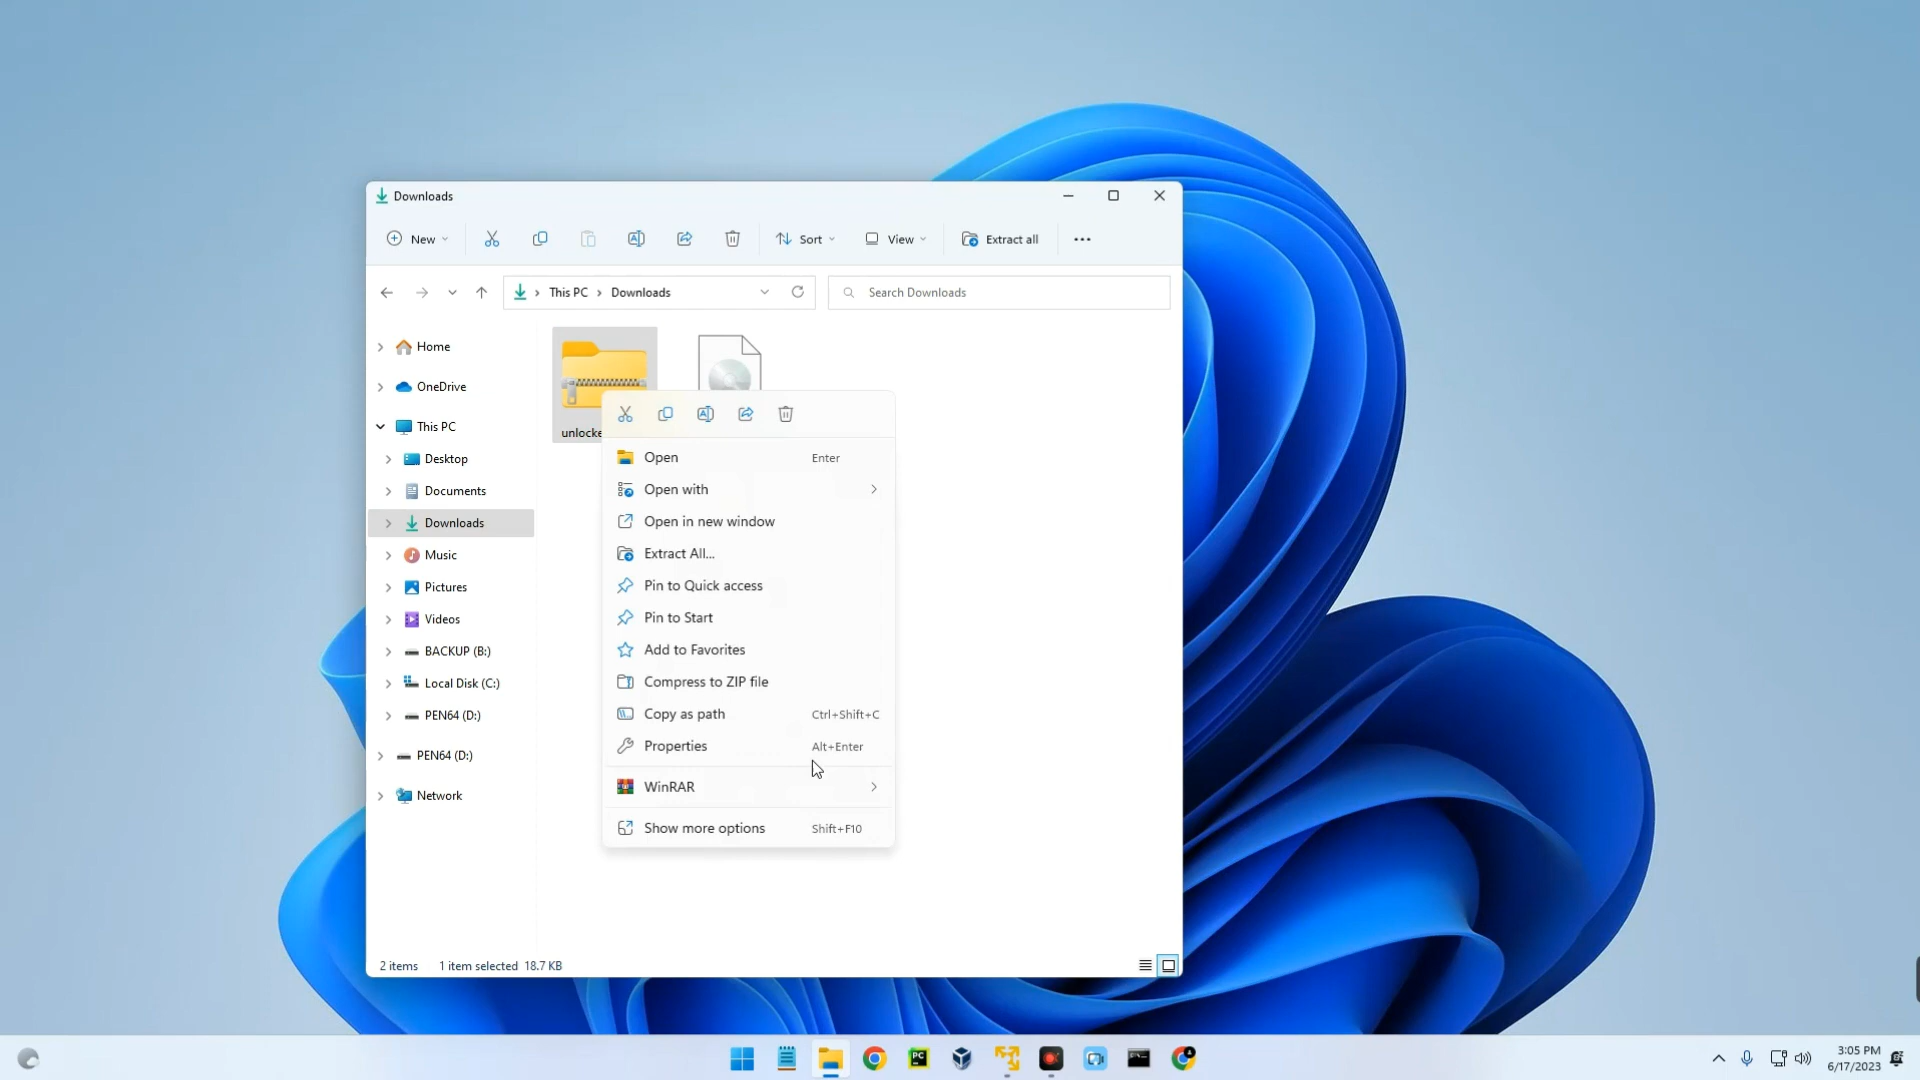 Downloads
New
Sort
View
Extract all
This PC
Downloads
Search Downloads
Home
OneDrive
This PC
Desktop
Documents
Downloads
Music
Pictures
Videos
BACKUP (B:)
Local Disk (C:)
PEN64 (D:)
PEN64 (D:)
Network
unlocke
Open Enter
Open with
Open in new window
Extract All...
Pin to Quick access
Pin to Start
Add to Favorites
Compress to ZIP file
Copy as path Ctrl+Shift+C
Properties Alt+Enter
WinRAR
Show more options Shift+F10
2 items 1 item selected 18.7 KB
PC
3:05 PM
6/17/2023